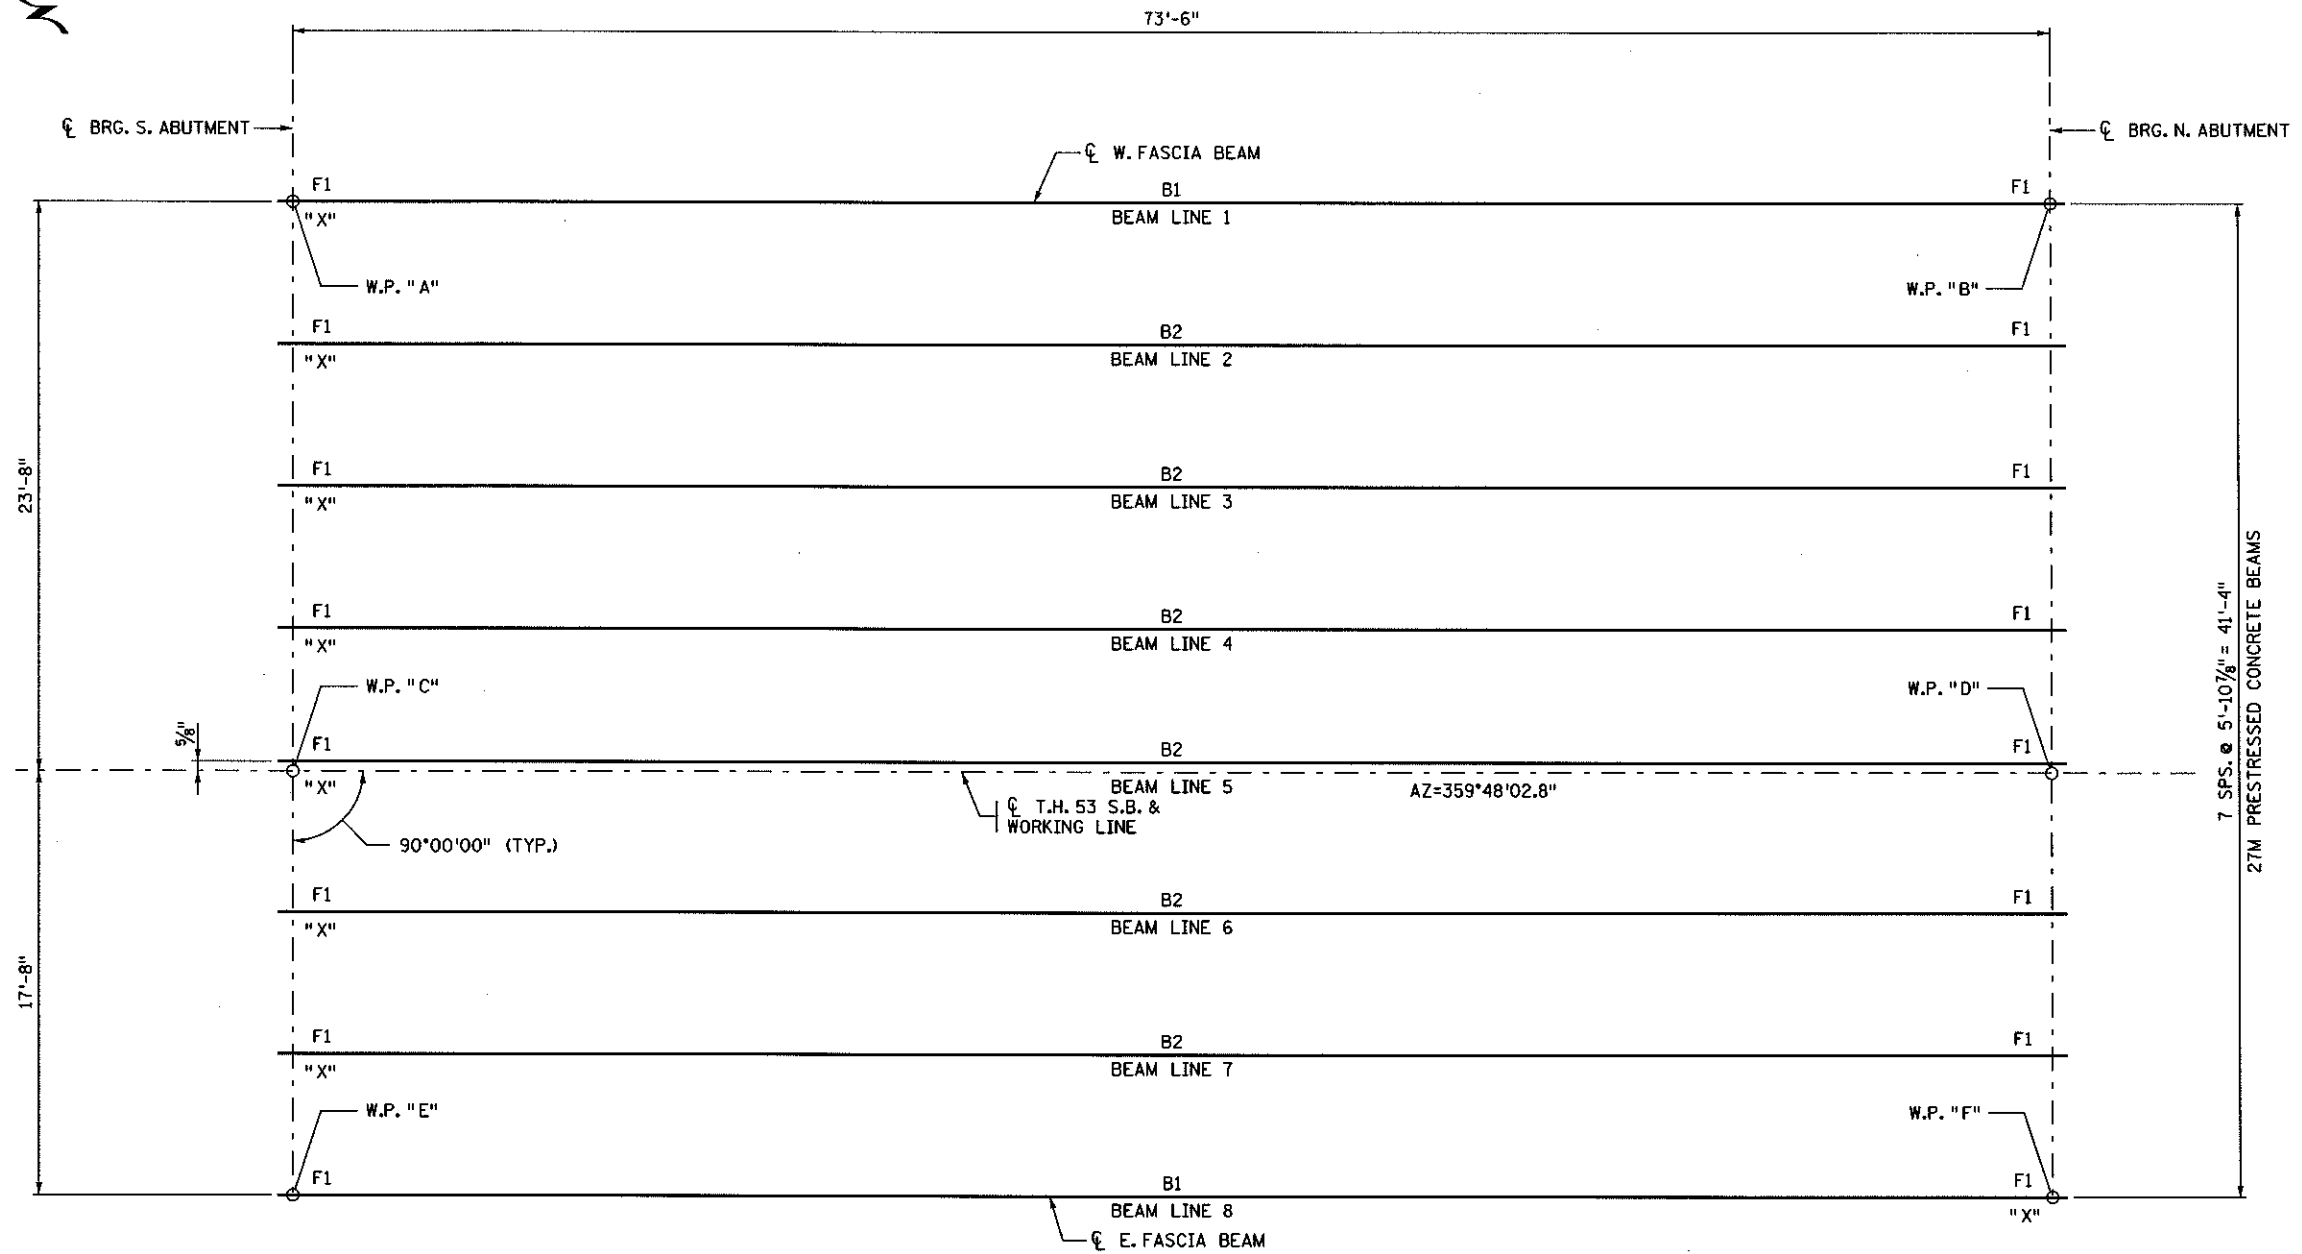 73'-6"
℄ BRG. S. ABUTMENT
℄ BRG. N. ABUTMENT
℄ W. FASCIA BEAM
F1
B1
F1
"X"
BEAM LINE 1
W.P. "A"
W.P. "B"
F1
B2
F1
"X"
BEAM LINE 2
23'-8"
F1
B2
F1
"X"
BEAM LINE 3
F1
B2
F1
"X"
BEAM LINE 4
W.P. "C"
W.P. "D"
5/8"
F1
B2
F1
"X"
BEAM LINE 5
AZ=359°48'02.8"
℄ T.H. 53 S.B. &
WORKING LINE
90°00'00" (TYP.)
7 SPS. @ 5'-10⅞" = 41'-4"
27M PRESTRESSED CONCRETE BEAMS
F1
B2
F1
"X"
BEAM LINE 6
17'-8"
F1
B2
F1
"X"
BEAM LINE 7
W.P. "E"
W.P. "F"
F1
B1
F1
BEAM LINE 8
"X"
℄ E. FASCIA BEAM